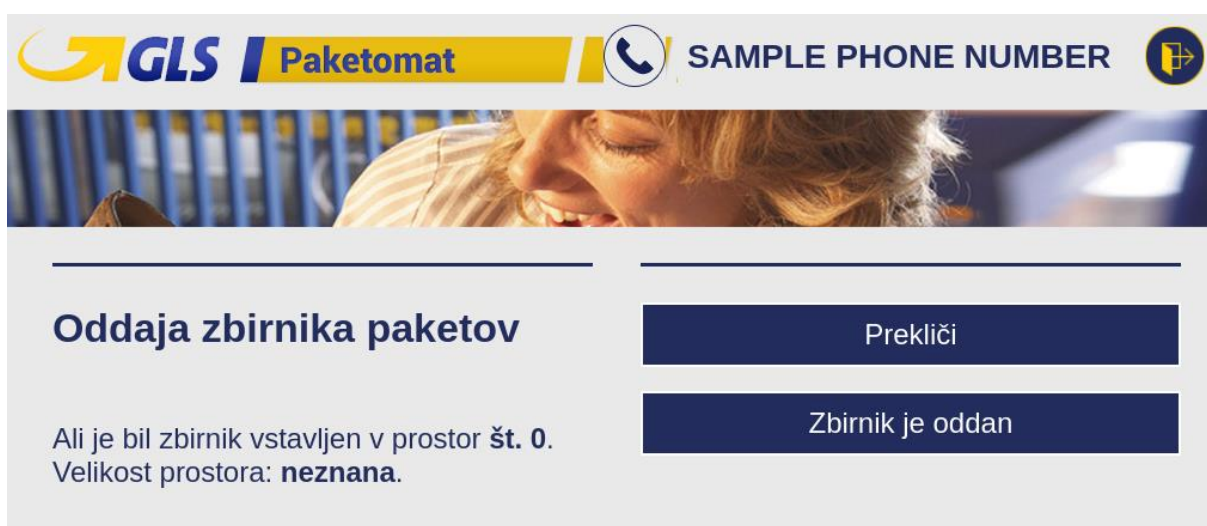 GLS Paketomat SAMPLE PHONE NUMBER
Oddaja zbirnika paketov
Ali je bil zbirnik vstavljen v prostor št. 0.
Velikost prostora: neznana.
Prekliči
Zbirnik je oddan